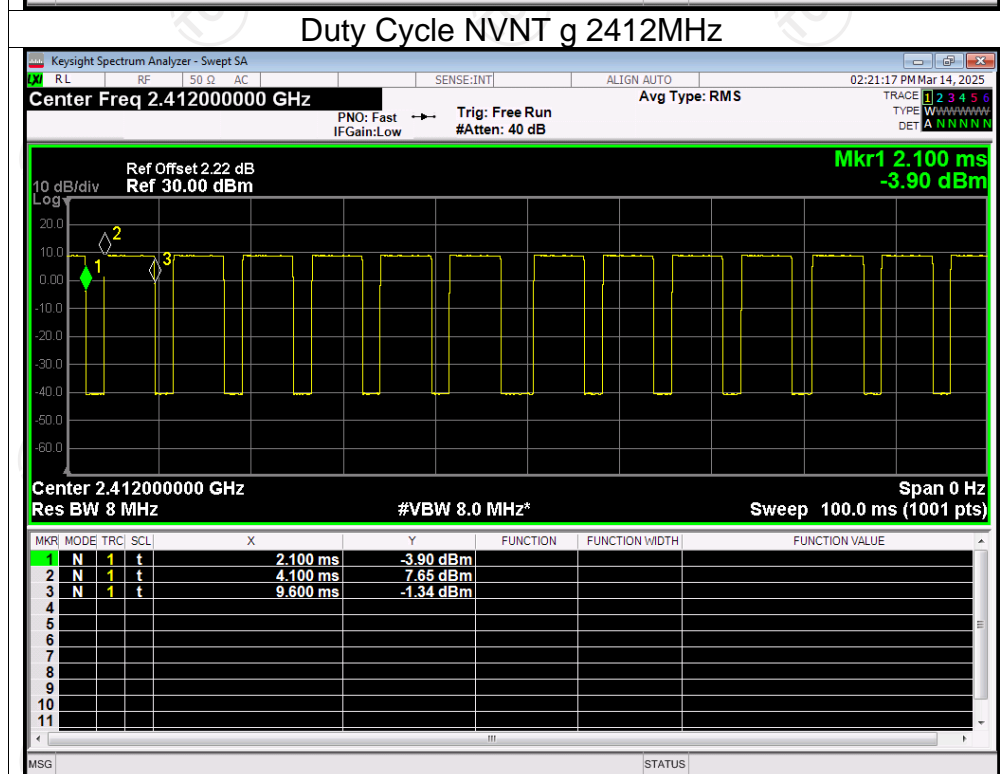 Duty Cycle NVNT g 2412MHz
Keysight Spectrum Analyzer - Swept SA
LXI RL RF 50 Ω AC SENSE:INT ALIGN AUTO 02:21:17 PM Mar 14, 2025
Center Freq 2.412000000 GHz Avg Type: RMS TRACE 1 2 3 4 5 6
PNO: Fast Trig: Free Run TYPE WWWWWW
IFGain:Low #Atten: 40 dB DET A N N N N N
Mkr1 2.100 ms
-3.90 dBm
Ref Offset 2.22 dB
10 dB/div Ref 30.00 dBm
Log
20.0
2
10.0
1 3
0.00
-10.0
-20.0
-30.0
-40.0
-50.0
-60.0
Center 2.412000000 GHz Span 0 Hz
Res BW 8 MHz #VBW 8.0 MHz* Sweep 100.0 ms (1001 pts)
MKR MODE TRC SCL X Y FUNCTION FUNCTION WIDTH FUNCTION VALUE
1 N 1 t 2.100 ms -3.90 dBm
2 N 1 t 4.100 ms 7.65 dBm
3 N 1 t 9.600 ms -1.34 dBm
4
5
6
7
8
9
10
11
MSG STATUS